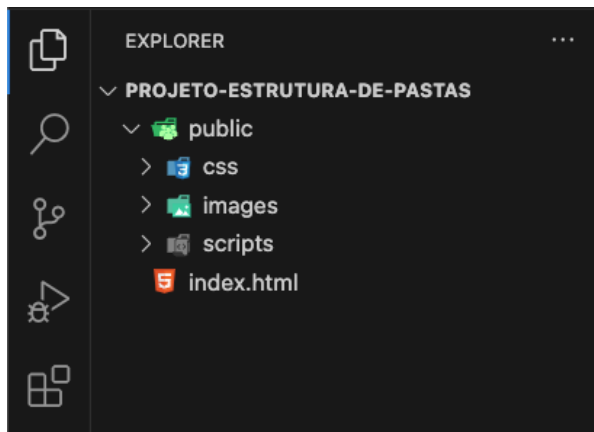 EXPLORER
PROJETO-ESTRUTURA-DE-PASTAS
public
css
images
scripts
index.html